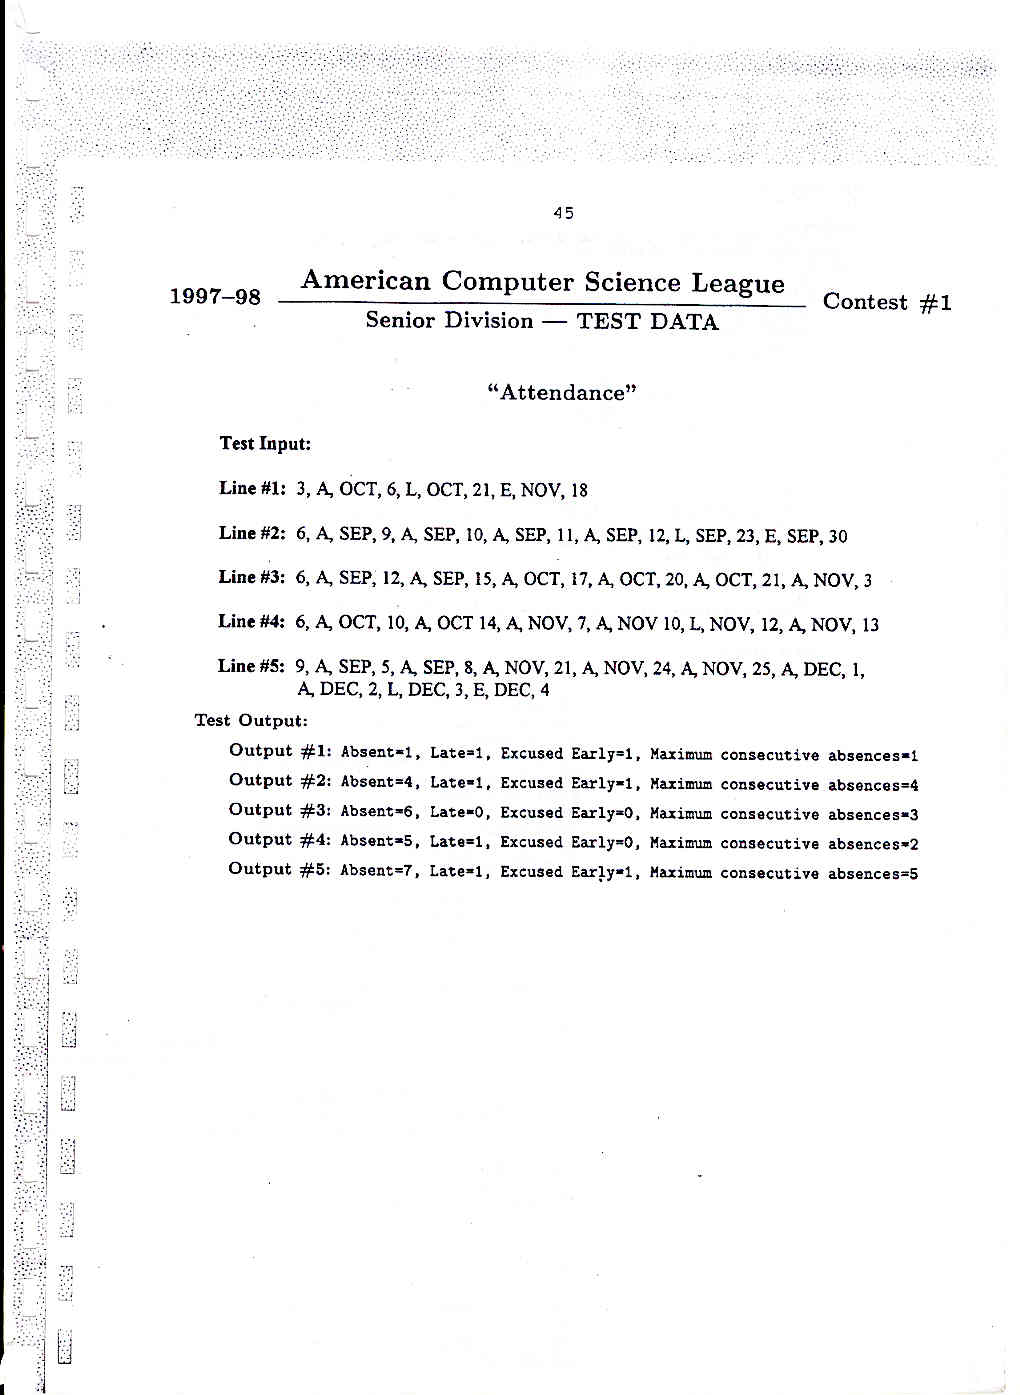 45
1997–98 American Computer Science League Contest #1
Senior Division — TEST DATA
“Attendance”
Test Input:
Line #1: 3, A, OCT, 6, L, OCT, 21, E, NOV, 18
Line #2: 6, A, SEP, 9, A, SEP, 10, A, SEP, 11, A, SEP, 12, L, SEP, 23, E, SEP, 30
Line #3: 6, A, SEP, 12, A, SEP, 15, A, OCT, 17, A, OCT, 20, A, OCT, 21, A, NOV, 3
Line #4: 6, A, OCT, 10, A, OCT 14, A, NOV, 7, A, NOV 10, L, NOV, 12, A, NOV, 13
Line #5: 9, A, SEP, 5, A, SEP, 8, A, NOV, 21, A, NOV, 24, A, NOV, 25, A, DEC, 1,
A, DEC, 2, L, DEC, 3, E, DEC, 4
Test Output:
Output #1: Absent=1, Late=1, Excused Early=1, Maximum consecutive absences=1
Output #2: Absent=4, Late=1, Excused Early=1, Maximum consecutive absences=4
Output #3: Absent=6, Late=0, Excused Early=0, Maximum consecutive absences=3
Output #4: Absent=5, Late=1, Excused Early=0, Maximum consecutive absences=2
Output #5: Absent=7, Late=1, Excused Early=1, Maximum consecutive absences=5